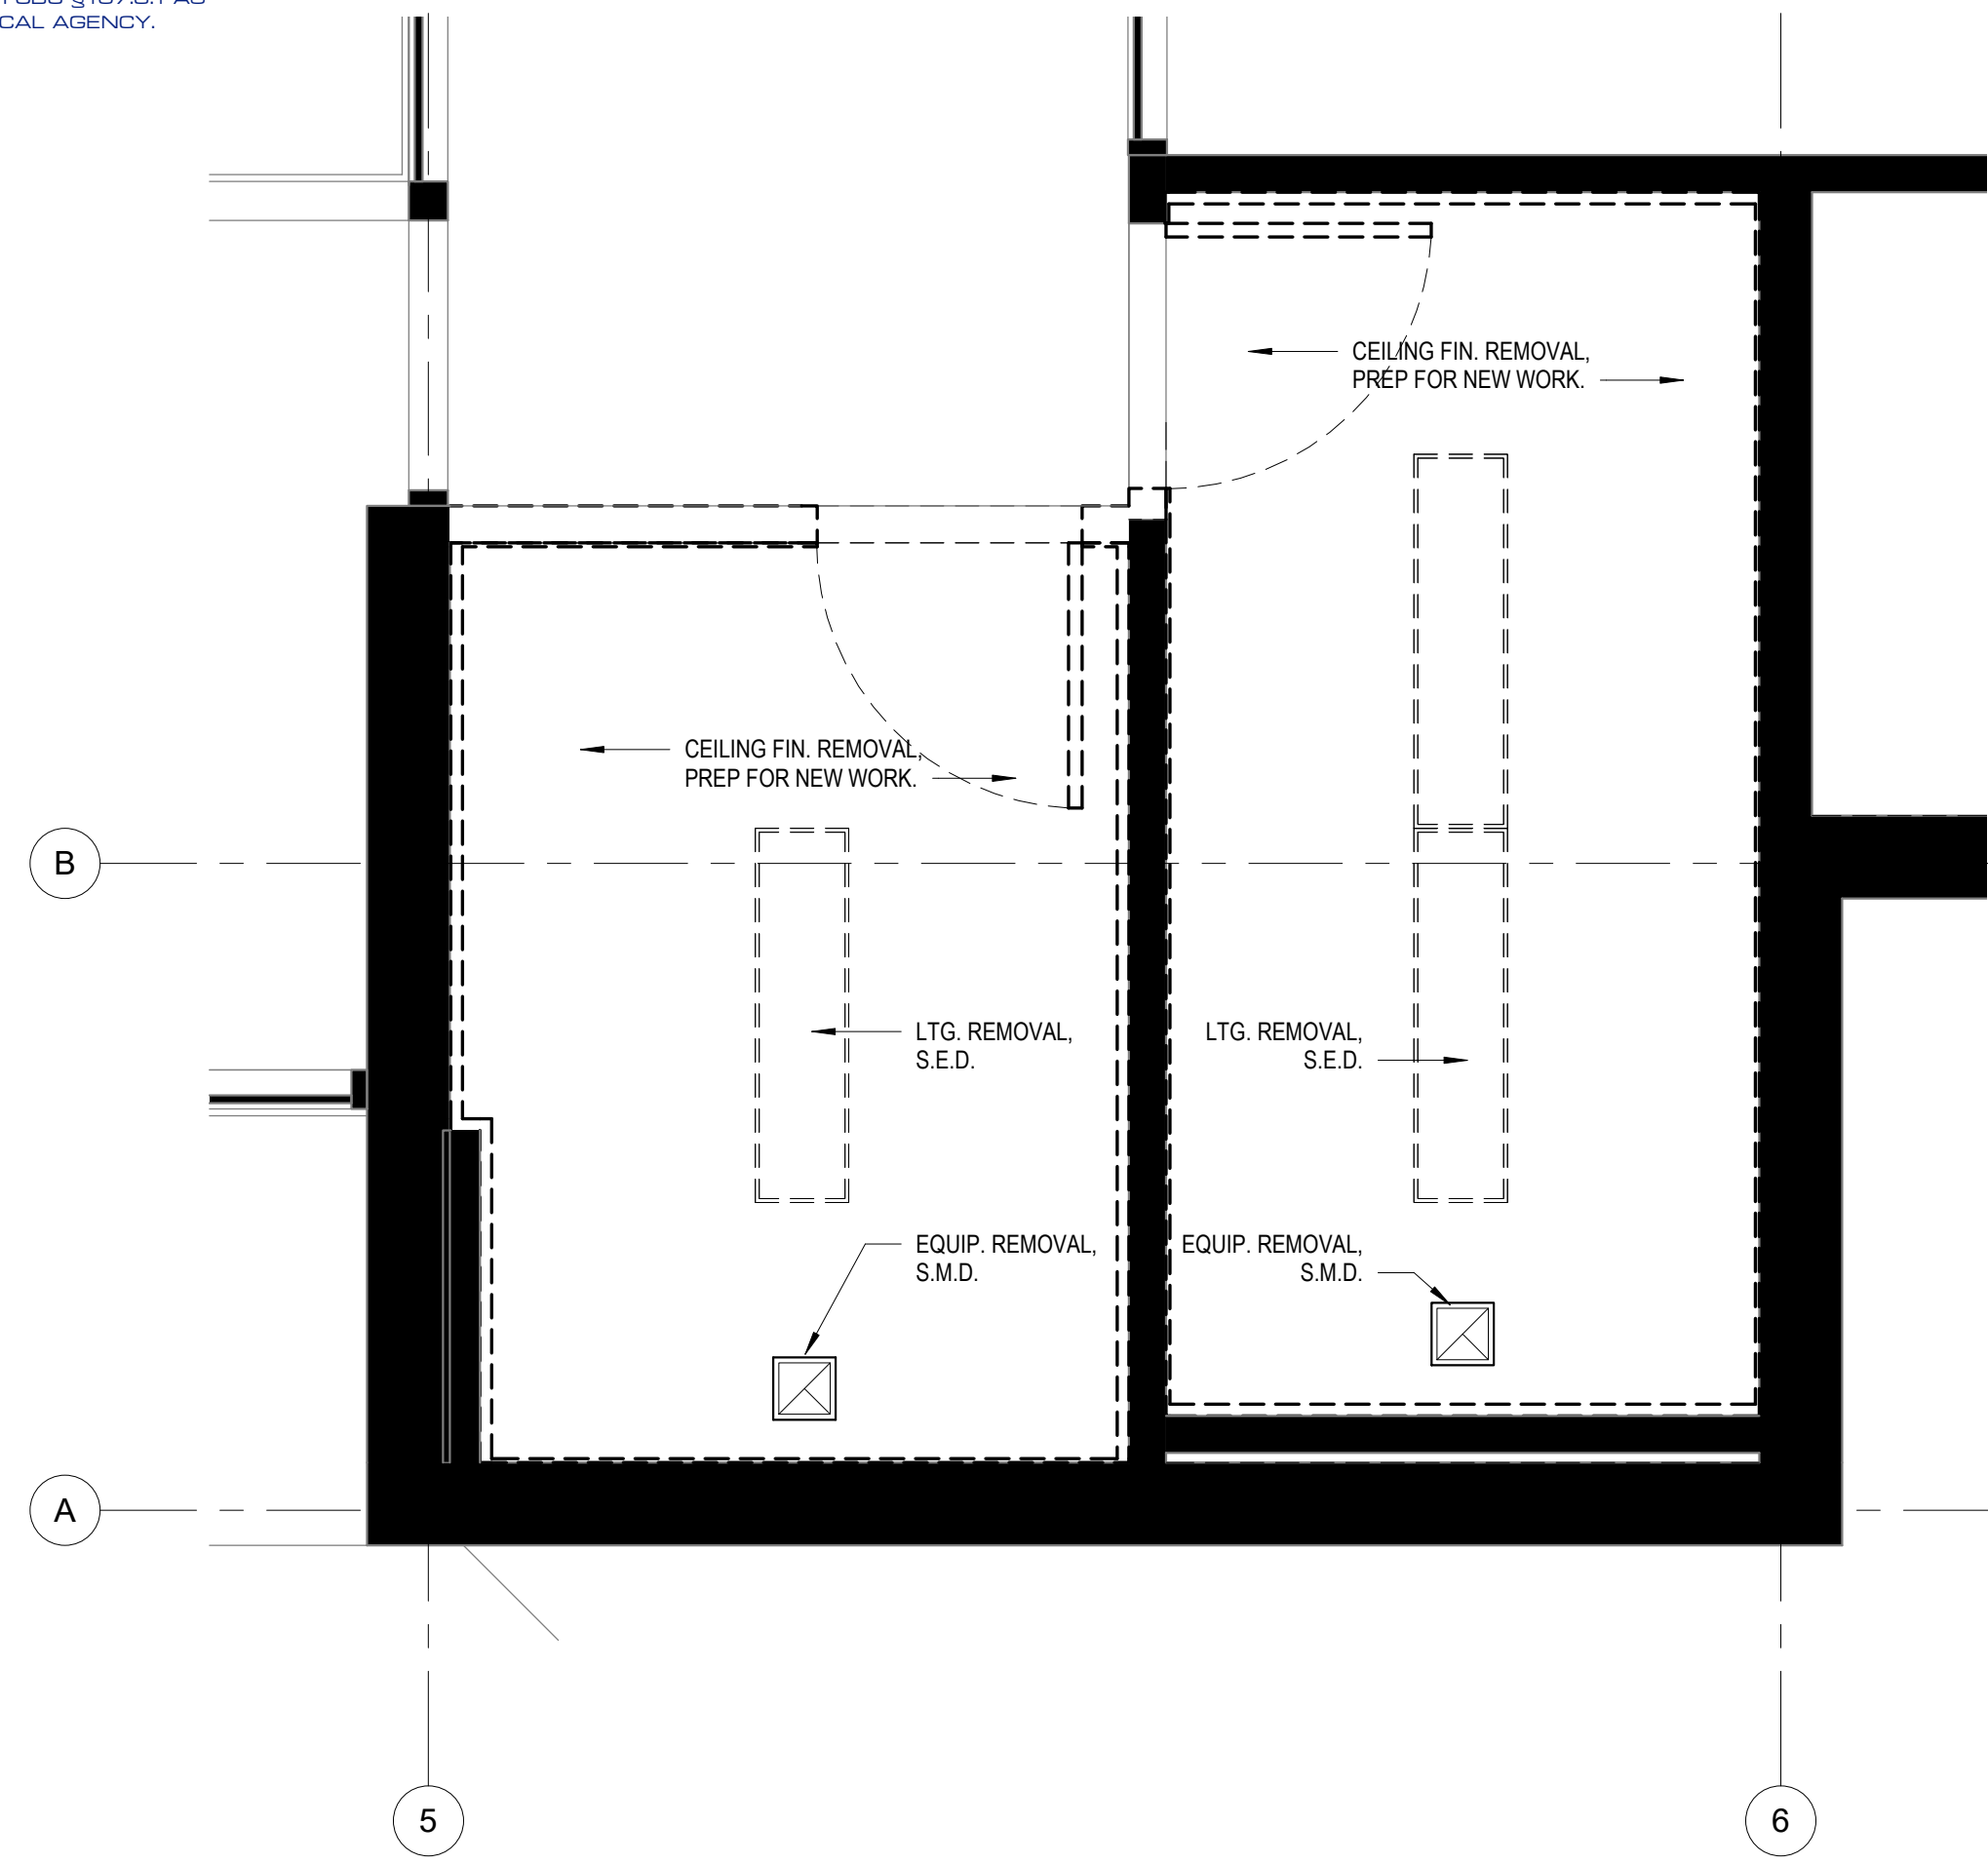 CAL AGENCY.
CEILING FIN. REMOVAL,
PREP FOR NEW WORK.
CEILING FIN. REMOVAL,
PREP FOR NEW WORK.
B
LTG. REMOVAL,
S.E.D.
LTG. REMOVAL,
S.E.D.
EQUIP. REMOVAL,
S.M.D.
EQUIP. REMOVAL,
S.M.D.
A
5
6